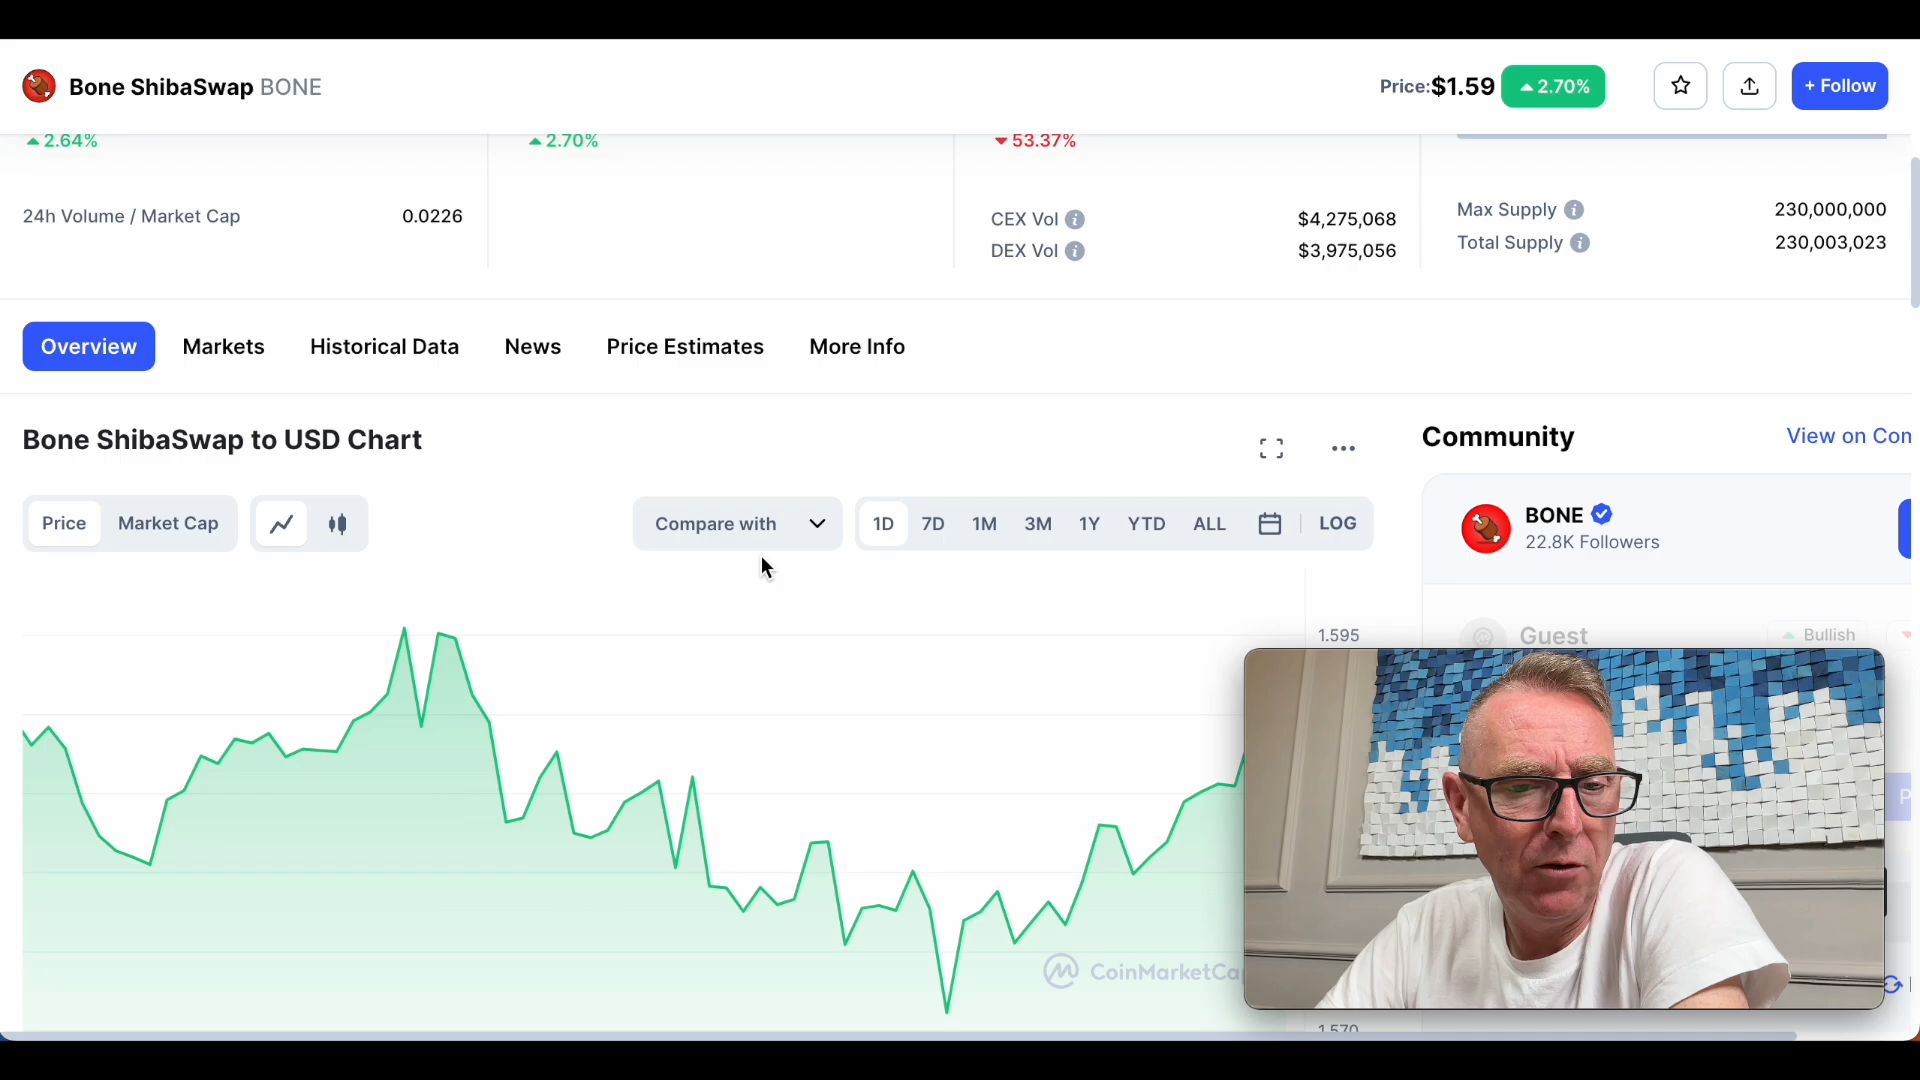 Bone ShibaSwap BONE
Price:$1.59 2.70%
+ Follow
2.64%
2.70%
53.37%
24h Volume / Market Cap 0.0226
CEX Vol $4,275,068
DEX Vol $3,975,056
Max Supply 230,000,000
Total Supply 230,003,023
Overview Markets Historical Data News Price Estimates More Info
Bone ShibaSwap to USD Chart
Price Market Cap
Compare with
1D 7D 1M 3M 1Y YTD ALL LOG
1.595
CoinMarketCa
1.570
Community
View on Com
BONE
22.8K Followers
Guest
Bullish